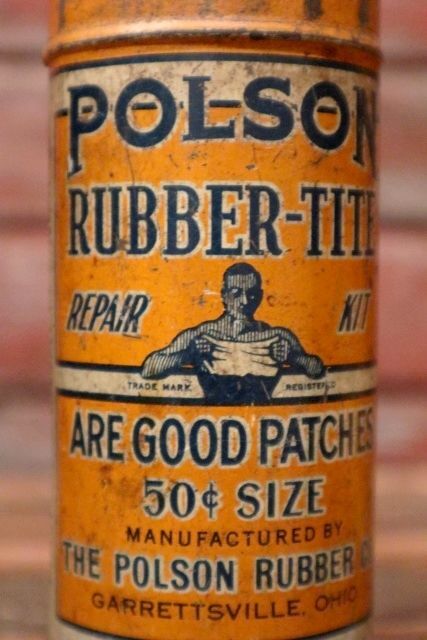 POLSON
RUBBER-TITE
REPAIR KIT
TRADE MARK REGISTERED
ARE GOOD PATCHES
50¢ SIZE
MANUFACTURED BY
THE POLSON RUBBER C
GARRETTSVILLE, OHIO